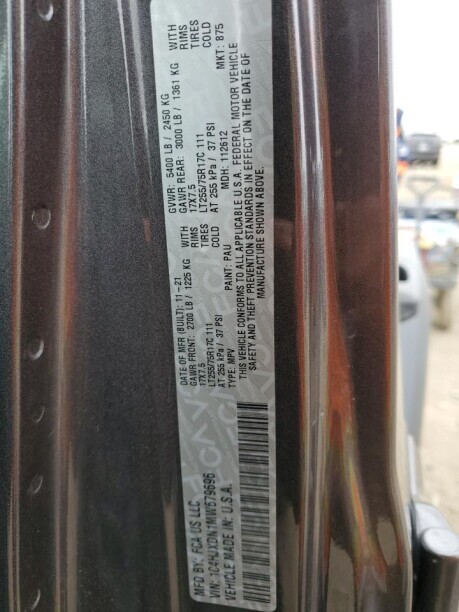 MFD BY: FCA US LLC
VIN: 1C4HJXDN1MW679696
VEHICLE MADE IN: U.S.A.
DATE OF MFR (BUILT): 11-21
GVWR: 5400 LB / 2450 KG
GAWR FRONT: 2700 LB / 1225 KG WITH
GAWR REAR: 3000 LB / 1361 KG WITH
17X7.5 RIMS
17X7.5 RIMS
LT255/75R17C 111 TIRES
LT255/75R17C 111 TIRES
AT 255 kPa / 37 PSI COLD
AT 255 kPa / 37 PSI COLD
TYPE: MPV PAINT: PAU MDH: 112612 MKT: 875
THIS VEHICLE CONFORMS TO ALL APPLICABLE U.S.A. FEDERAL MOTOR VEHICLE
SAFETY AND THEFT PREVENTION STANDARDS IN EFFECT ON THE DATE OF
MANUFACTURE SHOWN ABOVE.